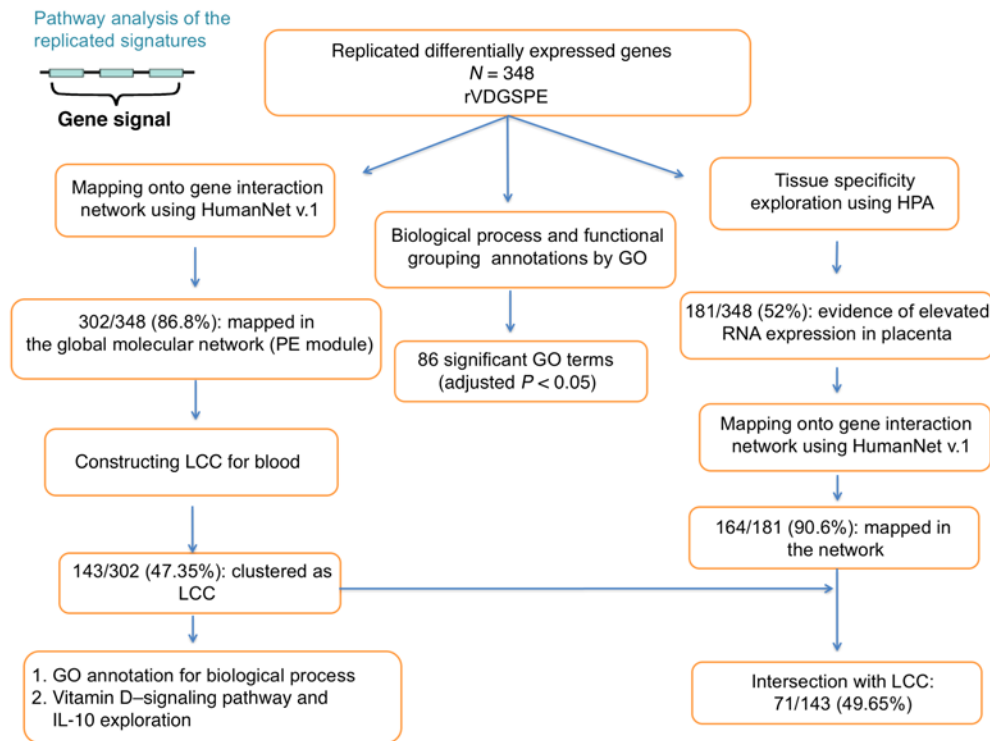 Pathway analysis of the
replicated signatures
Gene signal
Replicated differentially expressed genes
N = 348
rVDGSPE
Mapping onto gene interaction
network using HumanNet v.1
Biological process and functional
grouping annotations by GO
Tissue specificity
exploration using HPA
302/348 (86.8%): mapped in
the global molecular network (PE module)
86 significant GO terms
(adjusted P < 0.05)
181/348 (52%): evidence of elevated
RNA expression in placenta
Constructing LCC for blood
Mapping onto gene interaction
network using HumanNet v.1
164/181 (90.6%): mapped in
the network
143/302 (47.35%): clustered as
LCC
1. GO annotation for biological process
2. Vitamin D–signaling pathway and
IL-10 exploration
Intersection with LCC:
71/143 (49.65%)